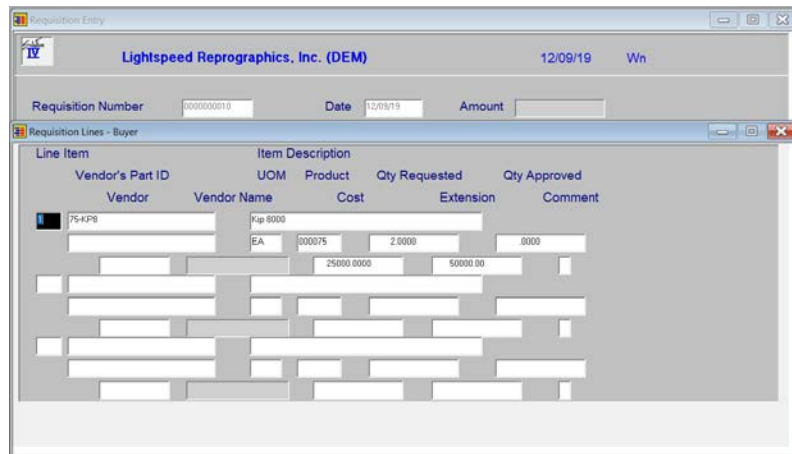 Requisition Entry
IV Lightspeed Reprographics, Inc. (DEM) 12/09/19 Wn
Requisition Number 0000000010 Date 12/09/19 Amount
Requisition Lines - Buyer
Line Item Item Description
Vendor's Part ID UOM Product Qty Requested Qty Approved
Vendor Vendor Name Cost Extension Comment
1 75-KP8 Kip 8000
EA 000075 2.0000 .0000
25000.0000 50000.00